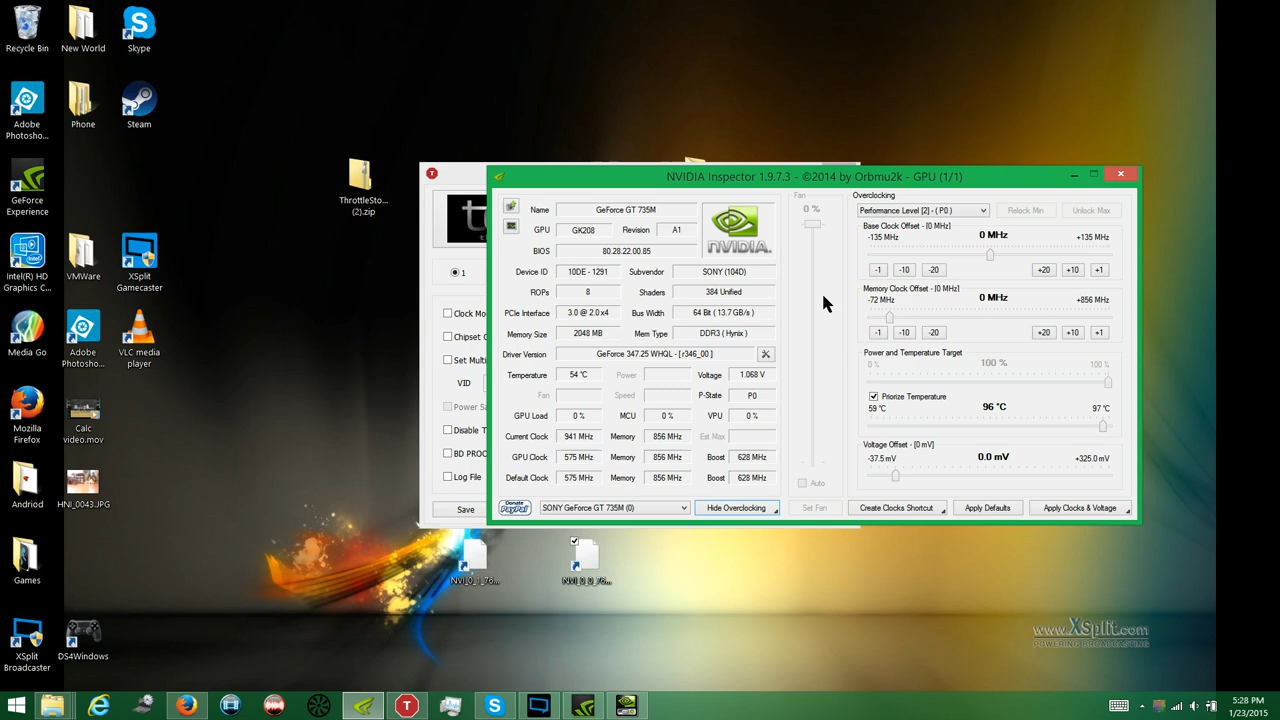 Recycle Bin
New World
Skype
Adobe
Photosho...
Phone
Steam
GeForce
Experience
ThrottleSto...
(2).zip
Intel(R) HD
Graphics C...
VMWare
XSplit
Gamecaster
Media Go
Adobe
Photosho...
VLC media
player
Mozilla
Firefox
Calc
video.mov
Andriod
HNI_0043.JPG
Games
XSplit
Broadcaster
DS4Windows
NVI_0_1_76...
NVI_0_0_76...
T
1
Clock Mo
Chipset C
Set Multi
VID
Power Sa
Disable T
BD PROC
Log File
Save
NVIDIA Inspector 1.9.7.3 - ©2014 by Orbmu2k - GPU (1/1)
Name GeForce GT 735M
GPU GK208 Revision A1
BIOS 80.28.22.00.85
NVIDIA.
Device ID 10DE - 1291 Subvendor SONY (104D)
ROPs 8 Shaders 384 Unified
PCIe Interface 3.0 @ 2.0 x4 Bus Width 64 Bit ( 13.7 GB/s )
Memory Size 2048 MB Mem Type DDR3 ( Hynix )
Driver Version GeForce 347.25 WHQL - [r346_00 ]
Temperature 54 °C Power Voltage 1.068 V
Fan Speed P-State P0
GPU Load 0 % MCU 0 % VPU 0 %
Current Clock 941 MHz Memory 856 MHz Est.Max
GPU Clock 575 MHz Memory 856 MHz Boost 628 MHz
Default Clock 575 MHz Memory 856 MHz Boost 628 MHz
Donate
PayPal
SONY GeForce GT 735M (0)
Hide Overclocking
Fan
0 %
Auto
Set Fan
Overclocking
Performance Level [2] - ( P0 ) Relock Min Unlock Max
Base Clock Offset - [0 MHz]
-135 MHz 0 MHz +135 MHz
-1 -10 -20 +20 +10 +1
Memory Clock Offset - [0 MHz]
-72 MHz 0 MHz +856 MHz
-1 -10 -20 +20 +10 +1
Power and Temperature Target
0 % 100 % 100 %
Priorize Temperature
59 °C 96 °C 97 °C
Voltage Offset - [0 mV]
-37.5 mV 0.0 mV +325.0 mV
Create Clocks Shortcut Apply Defaults Apply Clocks & Voltage
www.XSplit.com
POWERING BROADCASTING
5:28 PM
1/23/2015